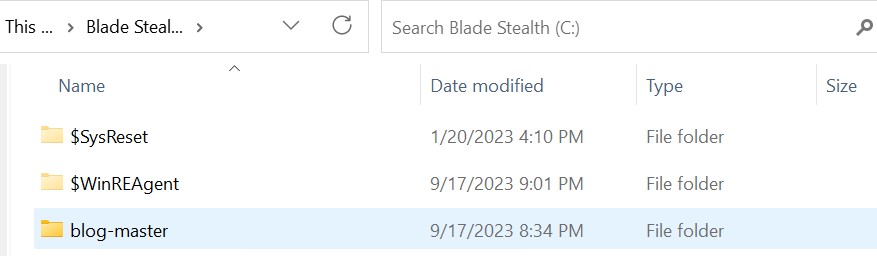 This ... > Blade Steal... > Search Blade Stealth (C:)
Name Date modified Type Size
$SysReset 1/20/2023 4:10 PM File folder
$WinREAgent 9/17/2023 9:01 PM File folder
blog-master 9/17/2023 8:34 PM File folder